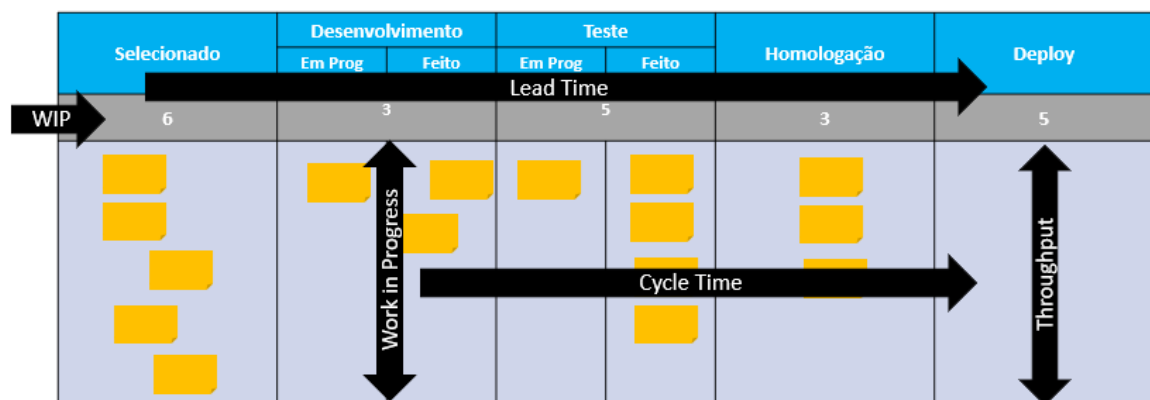 Selecionado
Desenvolvimento
Teste
Homologação
Deploy
Em Prog
Feito
Em Prog
Feito
Lead Time
WIP
6
3
5
3
5
Work in Progress
Cycle Time
Throughput